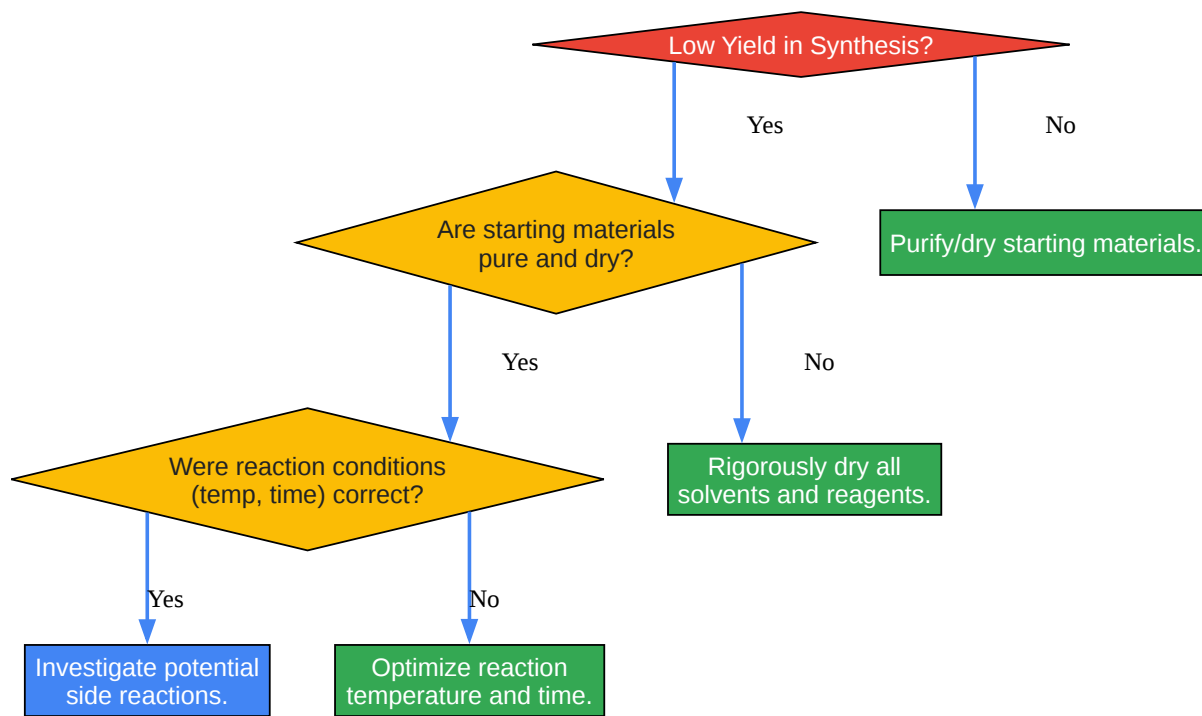 Low Yield in Synthesis?
Yes
No
Are starting materials
pure and dry?
Purify/dry starting materials.
Yes
No
Were reaction conditions
(temp, time) correct?
Rigorously dry all
solvents and reagents.
Yes
No
Investigate potential
side reactions.
Optimize reaction
temperature and time.